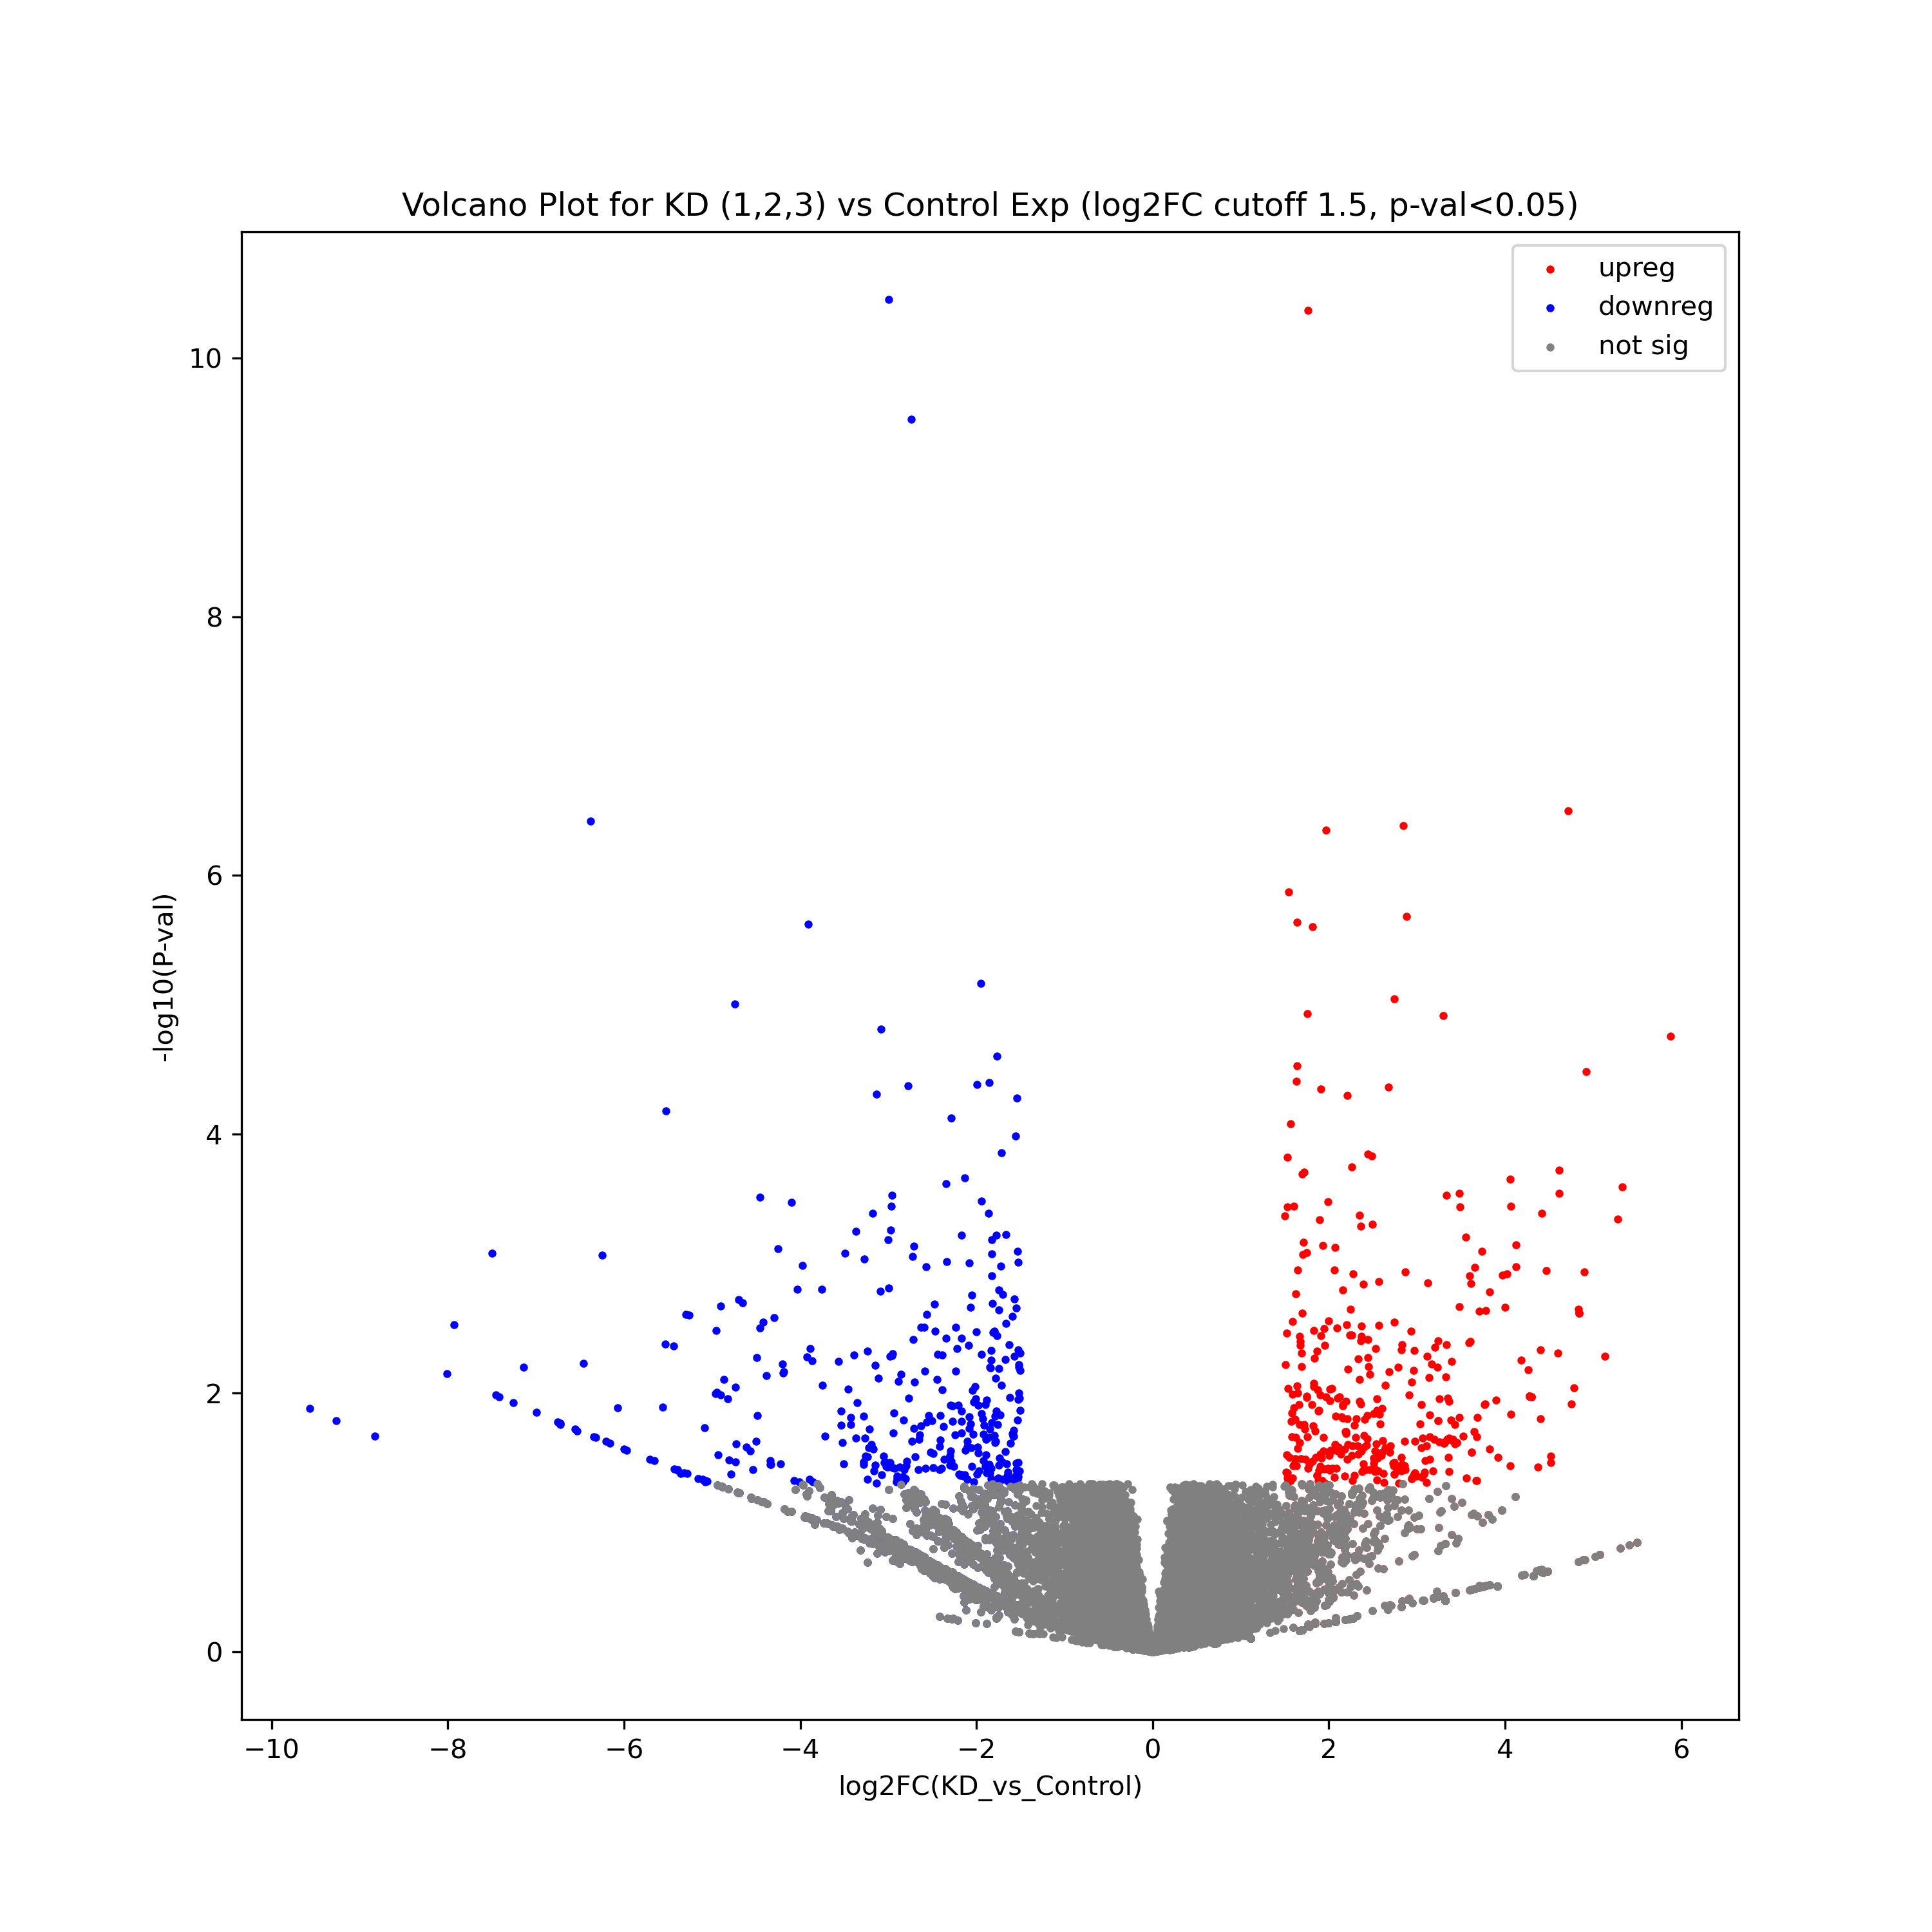 Volcano Plot for KD (1,2,3) vs Control Exp (log2FC cutoff 1.5, p-val<0.05)
upreg
downreg
not sig
10
8
6
4
2
0
-log10(P-val)
−10 −8 −6 −4 −2 0 2 4 6
log2FC(KD_vs_Control)